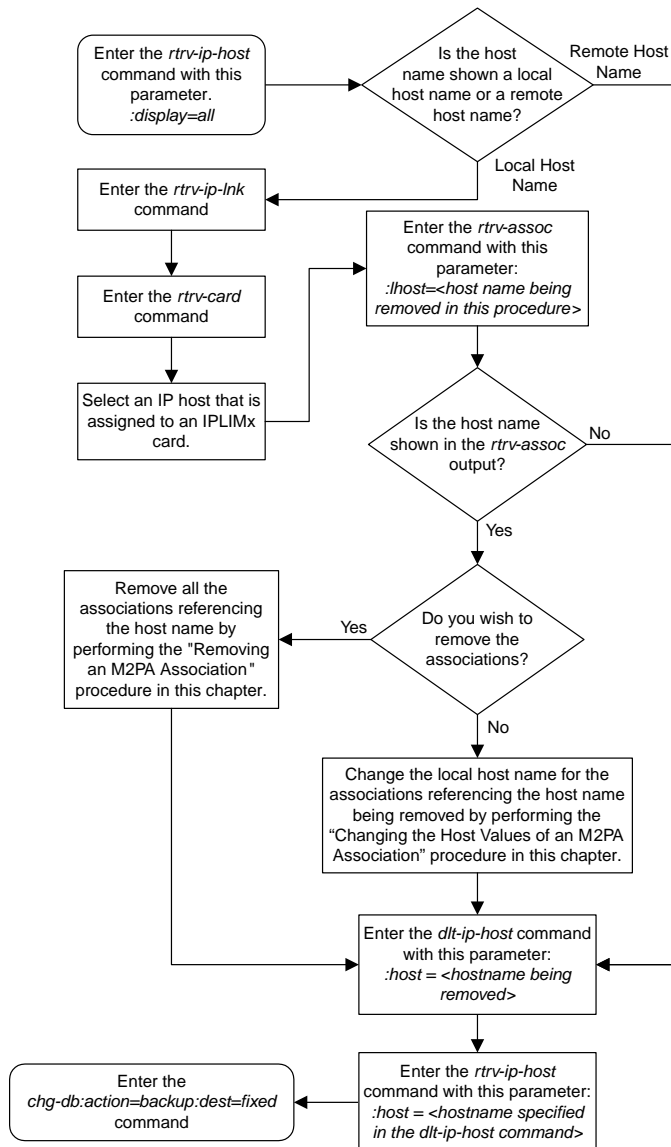 Enter the rtrv-ip-host
command with this
parameter.
:display=all
Is the host
name shown a local
host name or a remote
host name?
Remote Host
Name
Local Host
Name
Enter the rtrv-ip-lnk
command
Enter the rtrv-card
command
Select an IP host that is
assigned to an IPLIMx
card.
Enter the rtrv-assoc
command with this
parameter:
:lhost=<host name being
removed in this procedure>
Is the host name
shown in the rtrv-assoc
output?
No
Yes
Do you wish to
remove the
associations?
Yes
Remove all the
associations referencing
the host name by
performing the "Removing
an M2PA Association"
procedure in this chapter.
No
Change the local host name for the
associations referencing the host name
being removed by performing the
“Changing the Host Values of an M2PA
Association” procedure in this chapter.
Enter the dlt-ip-host command
with this parameter:
:host = <hostname being
removed>
Enter the rtrv-ip-host
command with this parameter:
:host = <hostname specified
in the dlt-ip-host command>
Enter the
chg-db:action=backup:dest=fixed
command